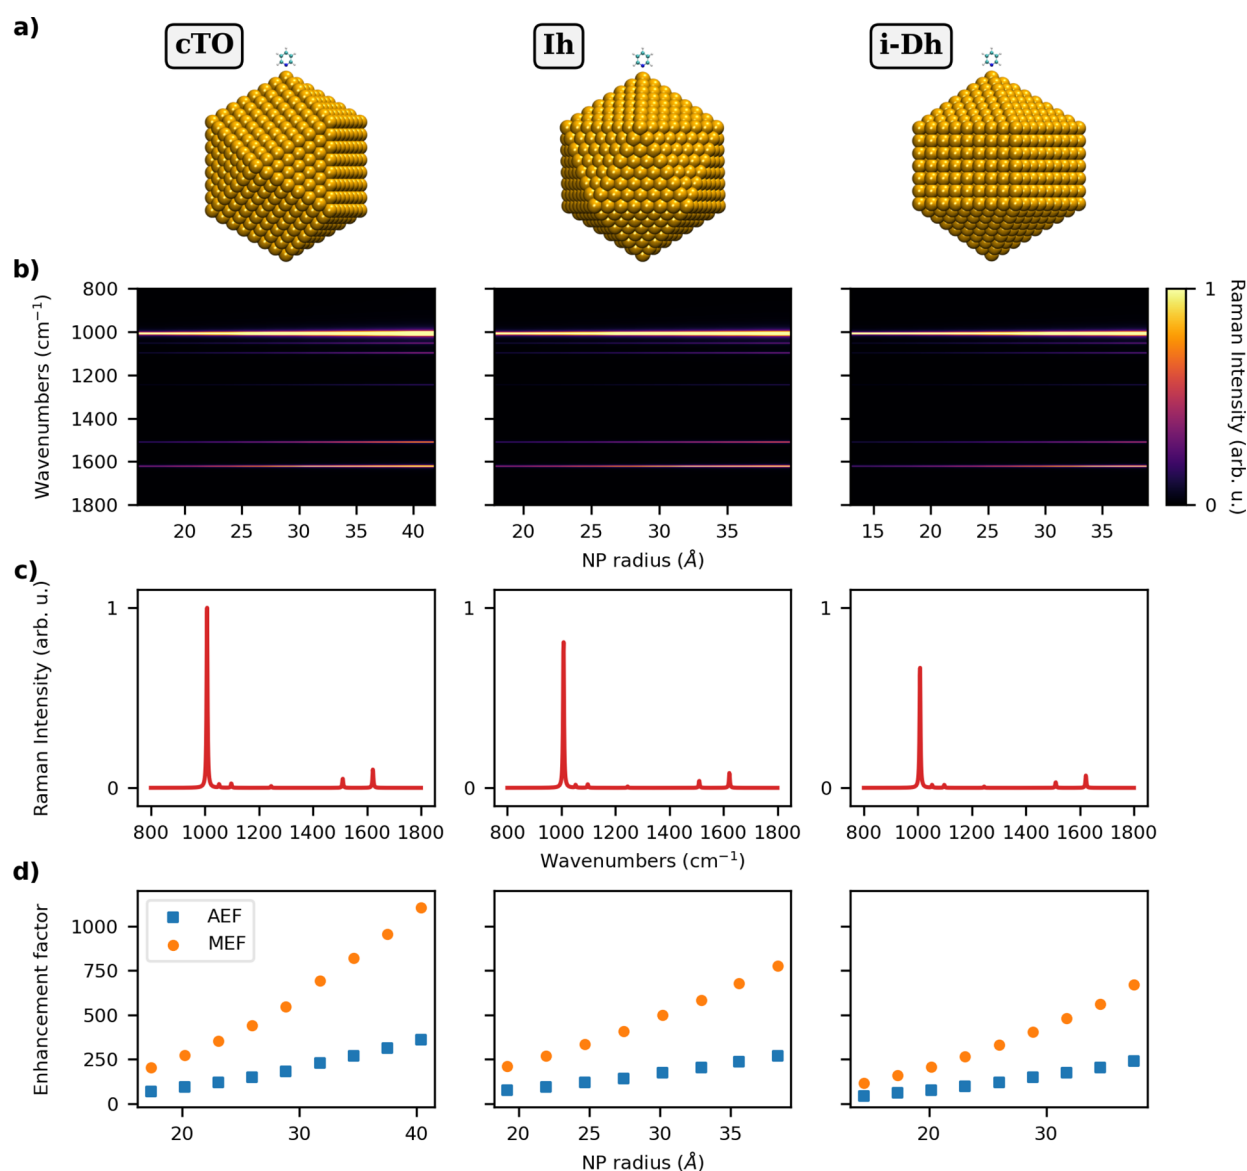 a)
cTO
Ih
i-Dh
b)
Wavenumbers (cm⁻¹)
800
1000
1200
1400
1600
1800
20 25 30 35 40
20 25 30 35
15 20 25 30 35
NP radius (Å)
1
0
Raman Intensity (arb. u.)
c)
Raman Intensity (arb. u.)
1
0
1
0
1
0
800 1000 1200 1400 1600 1800
800 1000 1200 1400 1600 1800
800 1000 1200 1400 1600 1800
Wavenumbers (cm⁻¹)
d)
Enhancement factor
1000
750
500
250
0
AEF
MEF
20 30 40
20 25 30 35
20 30
NP radius (Å)